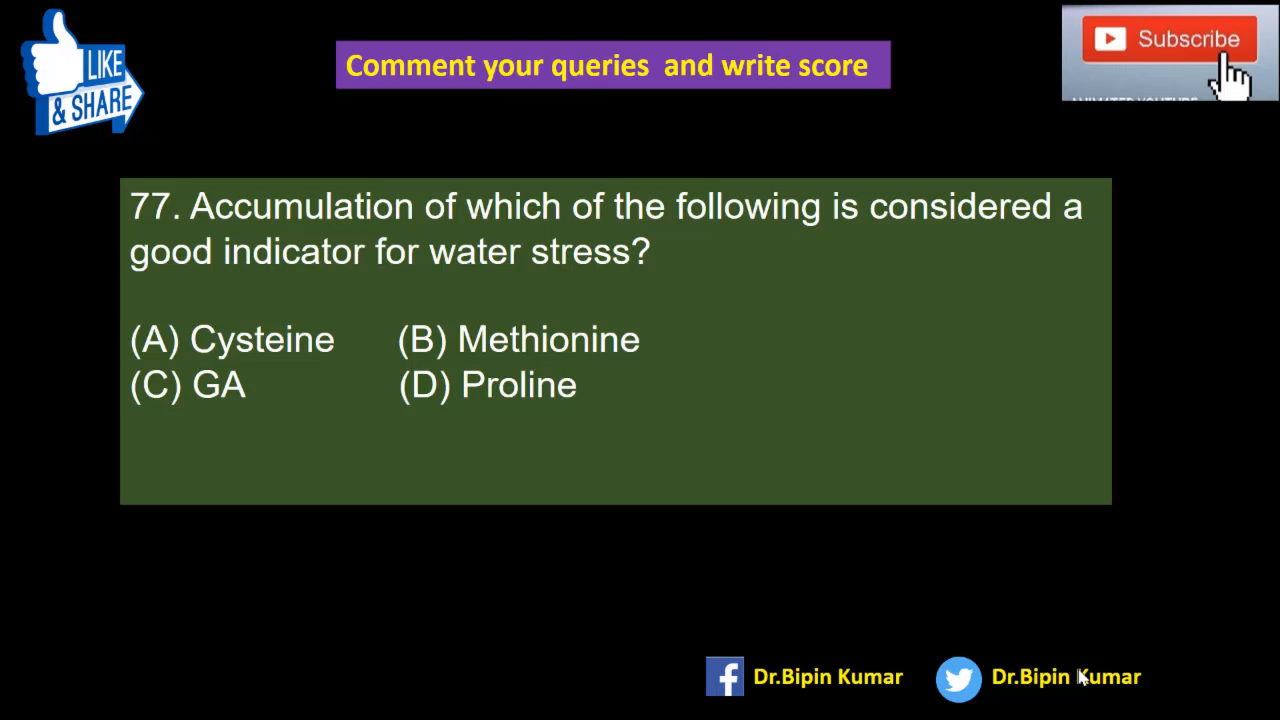 LIKE
& SHARE
Comment your queries and write score
Subscribe
77. Accumulation of which of the following is considered a
good indicator for water stress?
(A) Cysteine (B) Methionine
(C) GA (D) Proline
Dr.Bipin Kumar Dr.Bipin Kumar